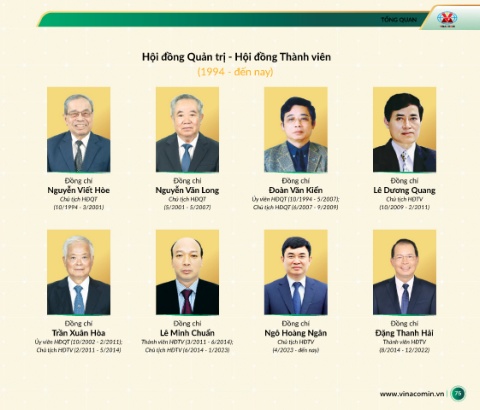 TỔNG QUAN
VINACOMIN
Hội đồng Quản trị - Hội đồng Thành viên
(1994 - đến nay)
Đồng chí
Nguyễn Viết Hòe
Chủ tịch HĐQT
(10/1994 - 3/2001)
Đồng chí
Nguyễn Văn Long
Chủ tịch HĐQT
(5/2001 - 5/2007)
Đồng chí
Đoàn Văn Kiển
Ủy viên HĐQT (10/1994 - 5/2007);
Chủ tịch HĐQT (6/2007 - 9/2009)
Đồng chí
Lê Dương Quang
Chủ tịch HĐTV
(10/2009 - 2/2011)
Đồng chí
Trần Xuân Hòa
Ủy viên HĐQT (10/2002 - 2/2011);
Chủ tịch HĐTV (2/2011 - 5/2014)
Đồng chí
Lê Minh Chuẩn
Thành viên HĐTV (3/2011 - 6/2014);
Chủ tịch HĐTV (6/2014 - 1/2023)
Đồng chí
Ngô Hoàng Ngân
Chủ tịch HĐTV
(4/2023 - đến nay)
Đồng chí
Đặng Thanh Hải
Thành viên HĐTV
(8/2014 - 12/2022)
www.vinacomin.vn
75